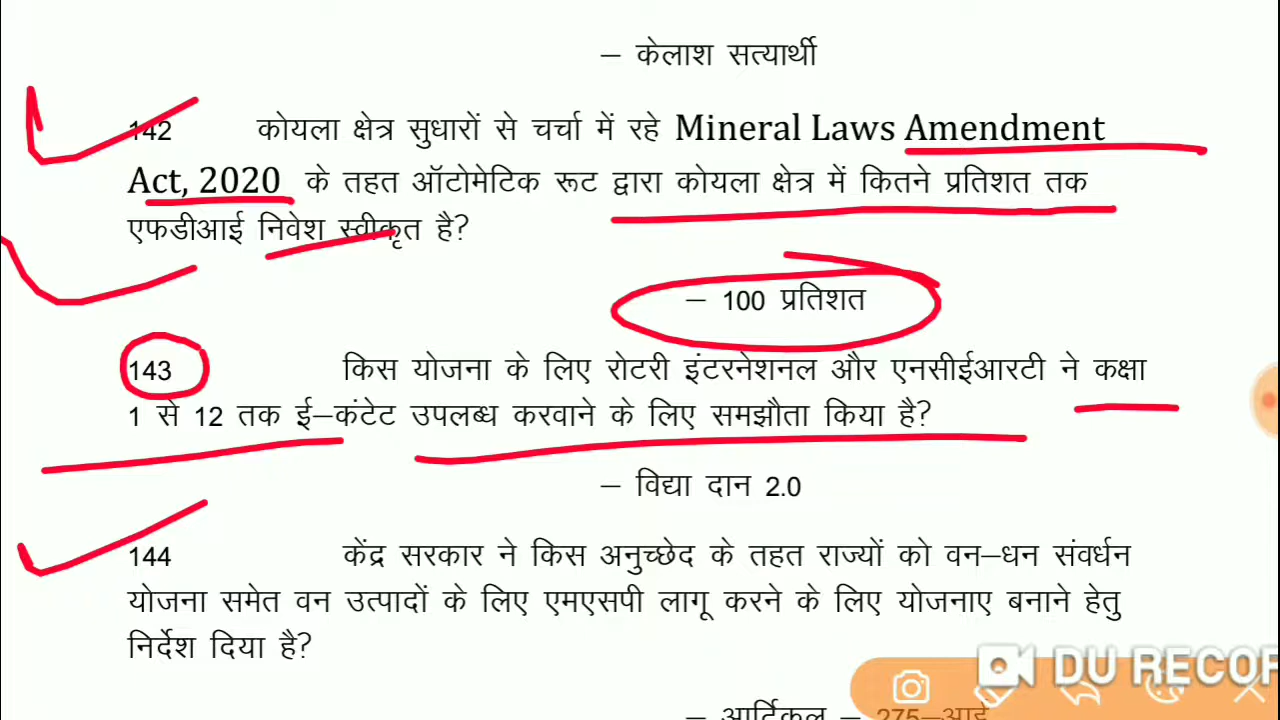 – केलाश सत्यार्थी
142 कोयला क्षेत्र सुधारों से चर्चा में रहे Mineral Laws Amendment
Act, 2020 के तहत ऑटोमेटिक रूट द्वारा कोयला क्षेत्र में कितने प्रतिशत तक
एफडीआई निवेश स्वीकृत है?
– 100 प्रतिशत
143 किस योजना के लिए रोटरी इंटरनेशनल और एनसीईआरटी ने कक्षा
1 से 12 तक ई–कंटेट उपलब्ध करवाने के लिए समझौता किया है?
– विद्या दान 2.0
144 केंद्र सरकार ने किस अनुच्छेद के तहत राज्यों को वन–धन संवर्धन
योजना समेत वन उत्पादों के लिए एमएसपी लागू करने के लिए योजनाए बनाने हेतु
निर्देश दिया है?
DU RECOR
– आर्टिकल – 275–आई